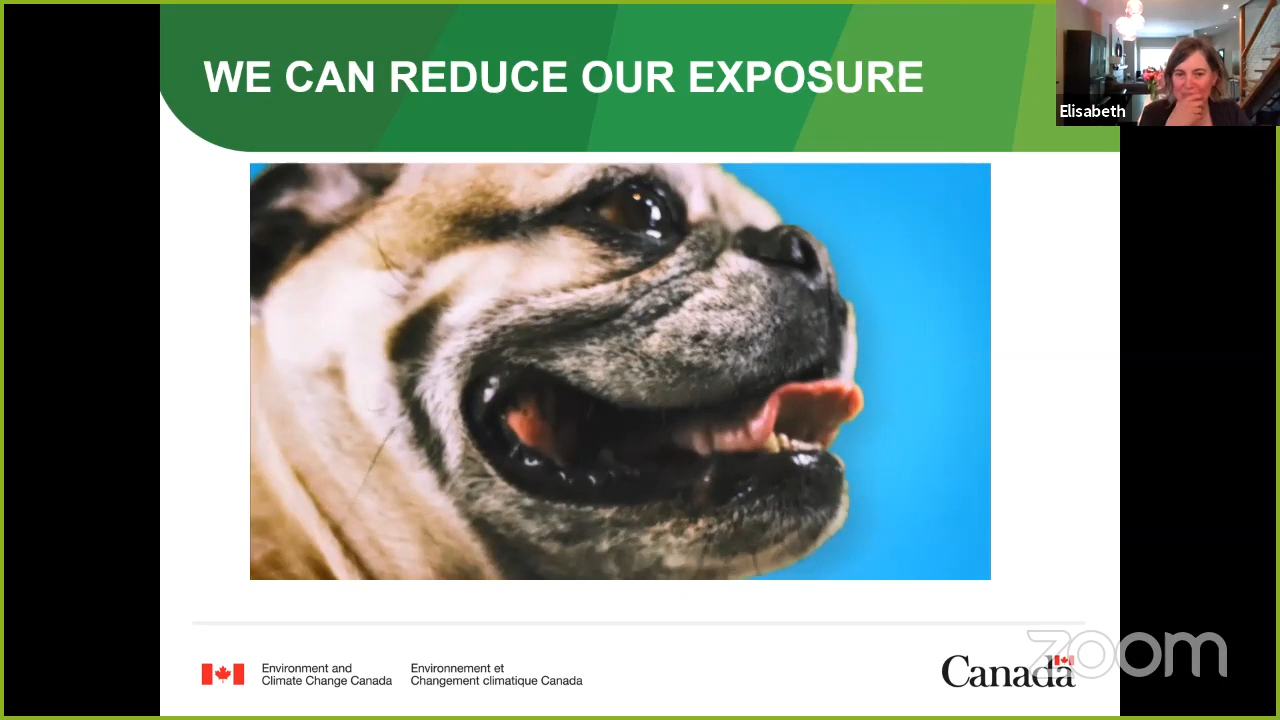 WE CAN REDUCE OUR EXPOSURE
Elisabeth
Environment and
Climate Change Canada
Environnement et
Changement climatique Canada
Canada
zoom